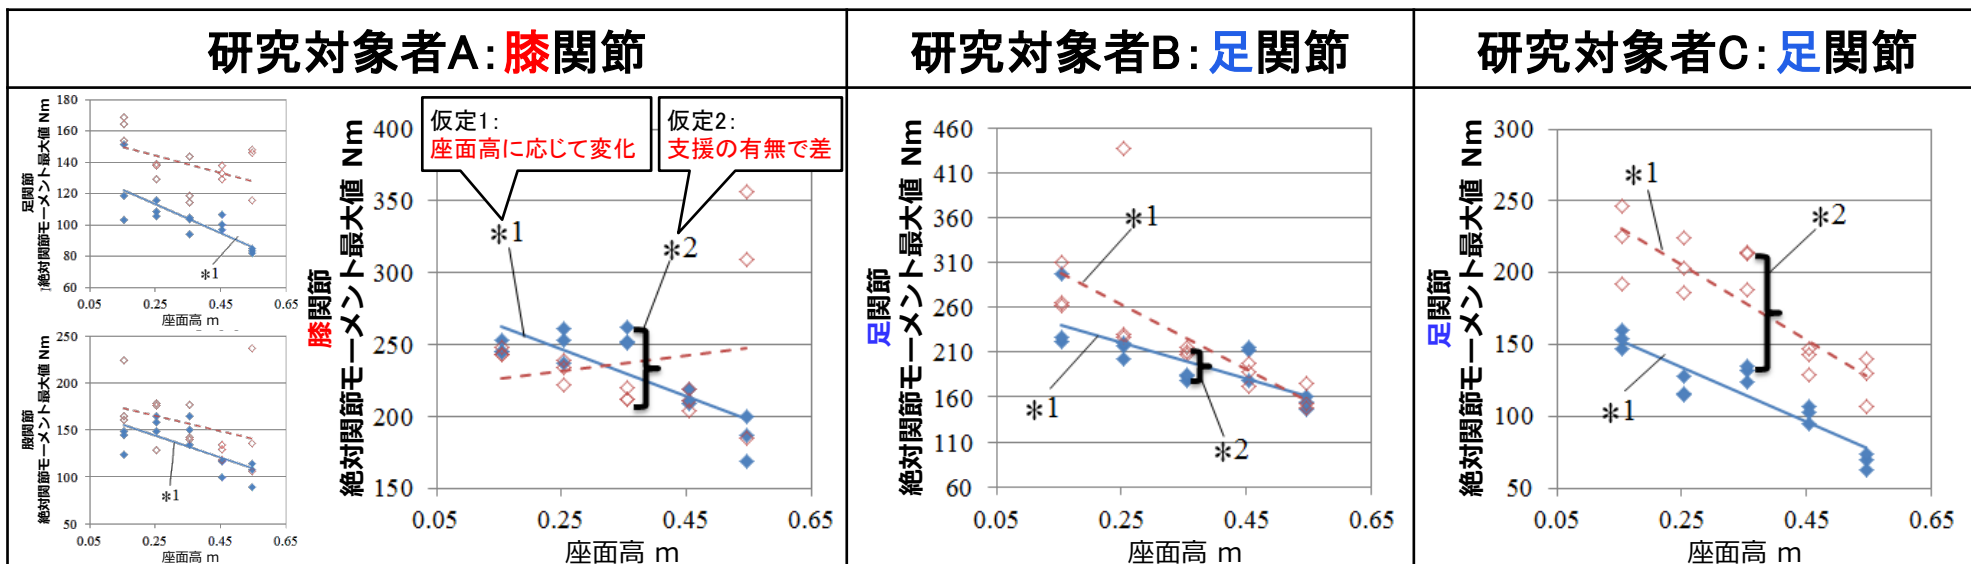 研究対象者A:膝関節
研究対象者B:足関節
研究対象者C:足関節
足関節
絶対関節モーメント最大値 Nm
180
160
140
120
100
80
60
*1
0.05 0.25 0.45 0.65
座面高 m
股関節
絶対関節モーメント最大値 Nm
250
200
150
100
50
*1
0.05 0.25 0.45 0.65
座面高 m
膝関節
絶対関節モーメント最大値 Nm
400
350
300
250
200
150
仮定1:
座面高に応じて変化
仮定2:
支援の有無で差
*1
*2
0.05 0.25 0.45 0.65
座面高 m
足関節
絶対関節モーメント最大値 Nm
460
410
360
310
260
210
160
110
60
*1
*1
*2
0.05 0.25 0.45 0.65
座面高 m
足関節
絶対関節モーメント最大値 Nm
300
250
200
150
100
50
*1
*2
*1
0.05 0.25 0.45 0.65
座面高 m